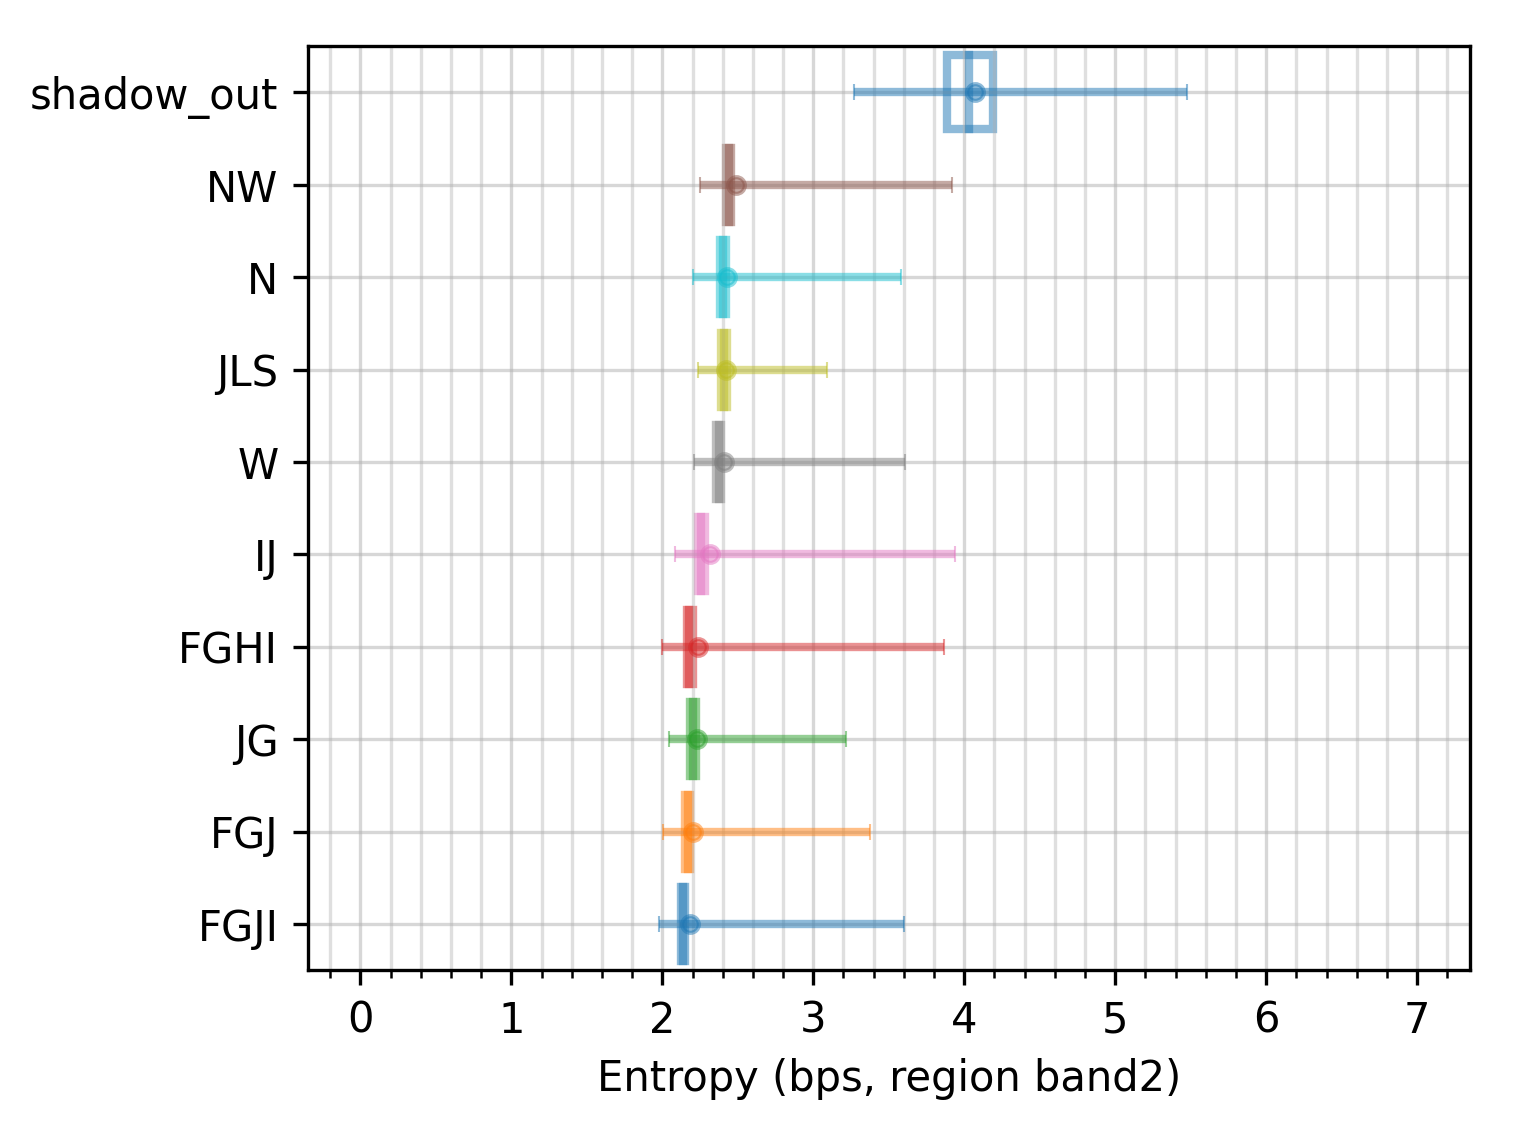 shadow_out
NW
N
JLS
W
IJ
FGHI
JG
FGJ
FGJI
0 1 2 3 4 5 6 7
Entropy (bps, region band2)